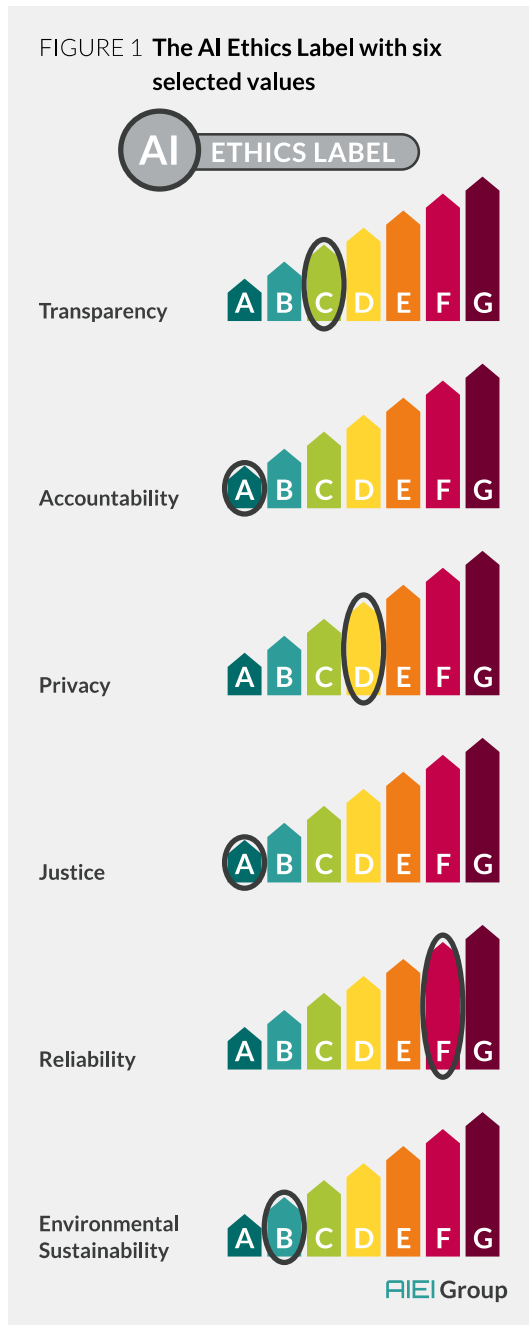 FIGURE 1 The AI Ethics Label with six
selected values
AI ETHICS LABEL
A B C D E F G
Transparency
A B C D E F G
Accountability
A B C D E F G
Privacy
A B C D E F G
Justice
A B C D E F G
Reliability
A B C D E F G
Environmental
Sustainability
AIEI Group